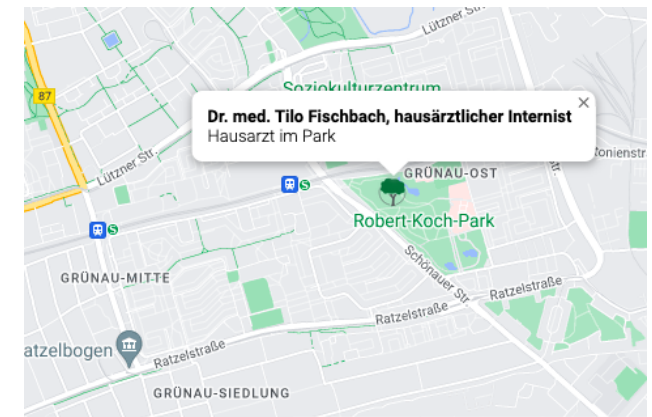 Lützner Str.
Soziokulturzentrum
87
Dr. med. Tilo Fischbach, hausärztlicher Internist
Hausarzt im Park
×
Lützner Str.
GRÜNAU-OST
S
Robert-Koch-Park
S
Schönauer Str.
GRÜNAU-MITTE
Ratzelstraße
Ratzelstraße
atzelbogen
Ratzelstraße
GRÜNAU-SIEDLUNG